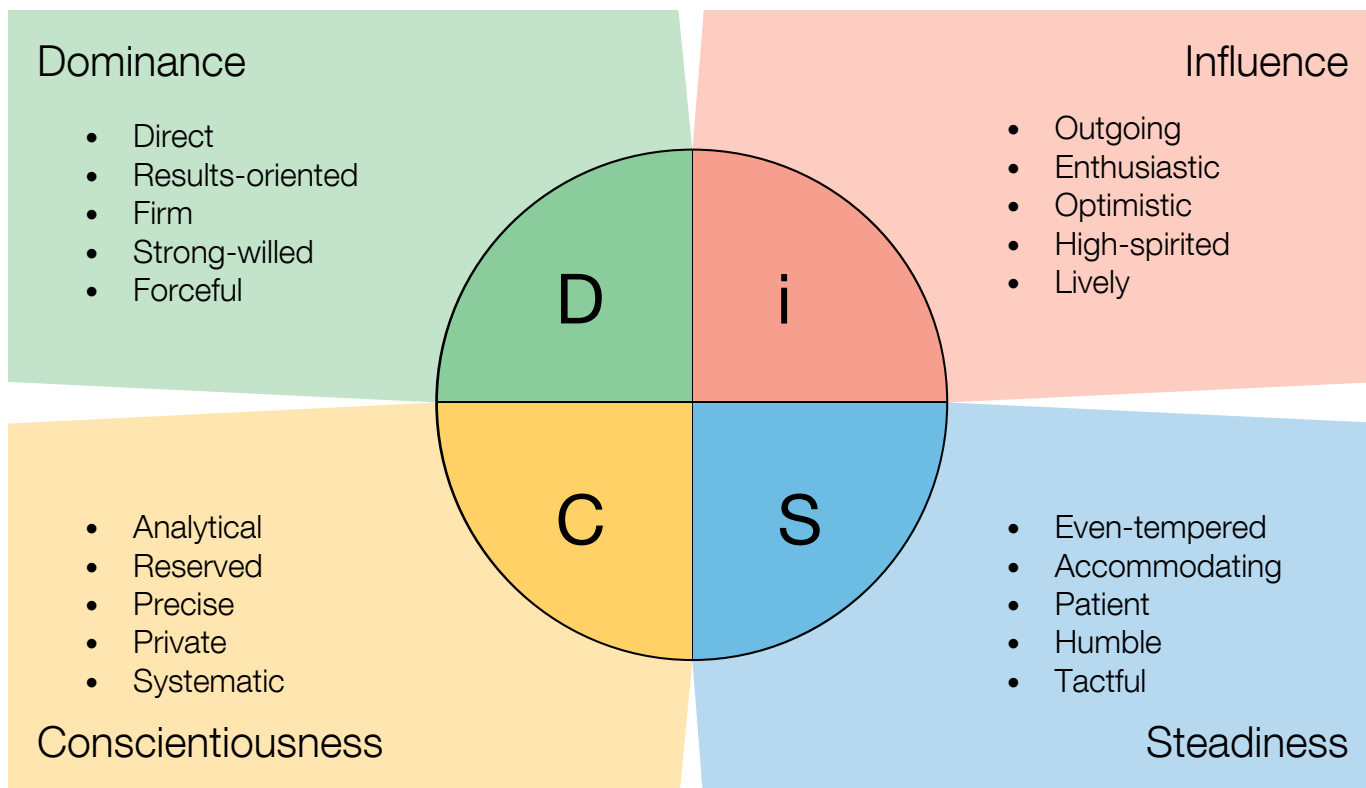 Dominance
• Direct
• Results-oriented
• Firm
• Strong-willed
• Forceful
Influence
• Outgoing
• Enthusiastic
• Optimistic
• High-spirited
• Lively
D
i
C
S
• Analytical
• Reserved
• Precise
• Private
• Systematic
Conscientiousness
• Even-tempered
• Accommodating
• Patient
• Humble
• Tactful
Steadiness